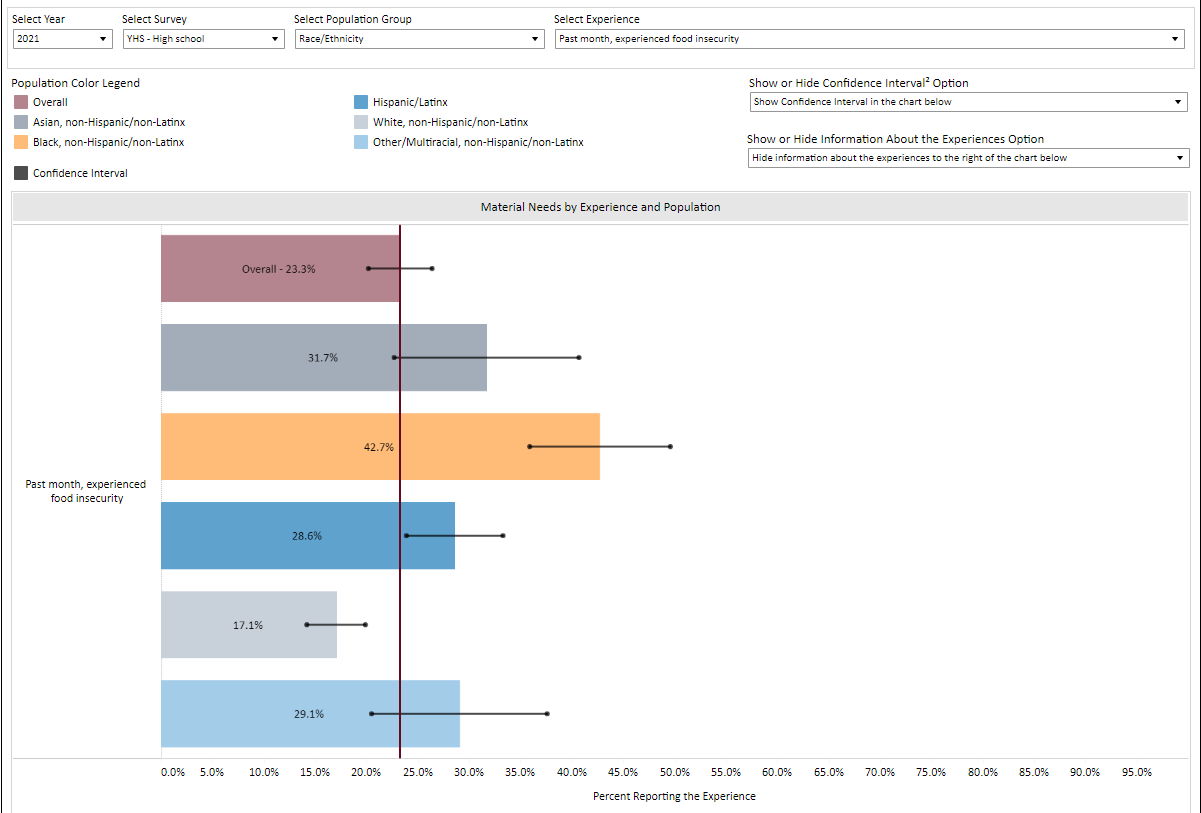 Select Year
Select Survey
Select Population Group
Select Experience
2021
YHS - High school
Race/Ethnicity
Past month, experienced food insecurity
Population Color Legend
Overall
Hispanic/Latinx
Asian, non-Hispanic/non-Latinx
White, non-Hispanic/non-Latinx
Black, non-Hispanic/non-Latinx
Other/Multiracial, non-Hispanic/non-Latinx
Confidence Interval
Show or Hide Confidence Interval² Option
Show Confidence Interval in the chart below
Show or Hide Information About the Experiences Option
Hide information about the experiences to the right of the chart below
Material Needs by Experience and Population
Past month, experienced
food insecurity
Overall - 23.3%
31.7%
42.7%
28.6%
17.1%
29.1%
0.0% 5.0% 10.0% 15.0% 20.0% 25.0% 30.0% 35.0% 40.0% 45.0% 50.0% 55.0% 60.0% 65.0% 70.0% 75.0% 80.0% 85.0% 90.0% 95.0%
Percent Reporting the Experience